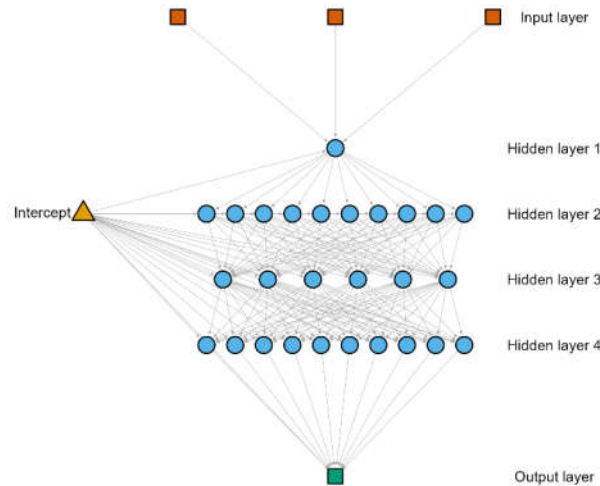 Input layer
Hidden layer 1
Intercept
Hidden layer 2
Hidden layer 3
Hidden layer 4
Output layer